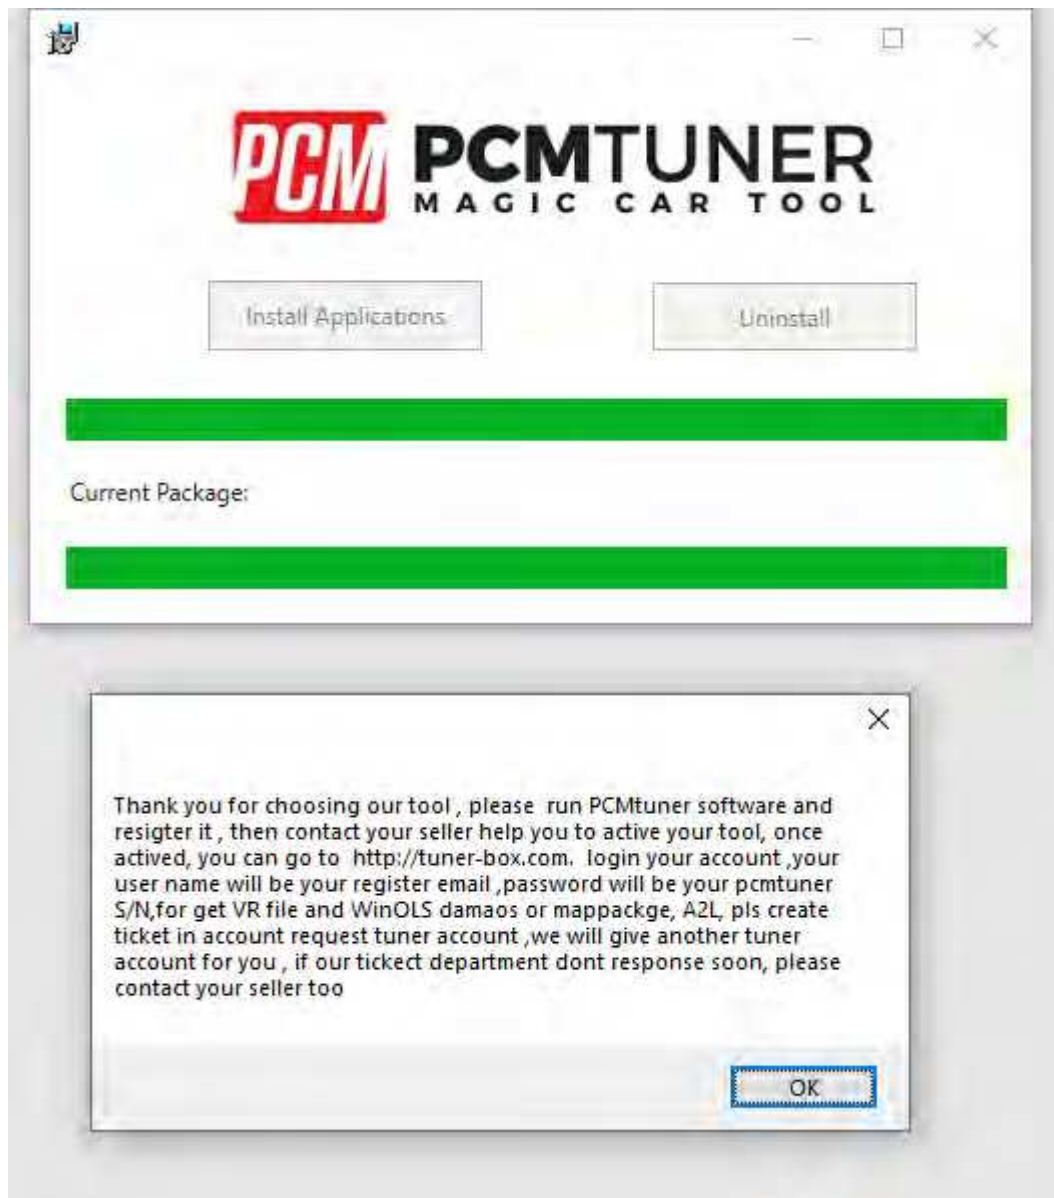 PCM PCMTUNER
MAGIC CAR TOOL
Install Applications
Uninstall
Current Package:
Thank you for choosing our tool , please  run PCMtuner software and
resigter it , then contact your seller help you to active your tool, once
actived, you can go to  http://tuner-box.com.  login your account ,your
user name will be your register email ,password will be your pcmtuner
S/N,for get VR file and WinOLS damaos or mappackge, A2L, pls create
ticket in account request tuner account ,we will give another tuner
account for you , if our tickect department dont response soon, please
contact your seller too
OK